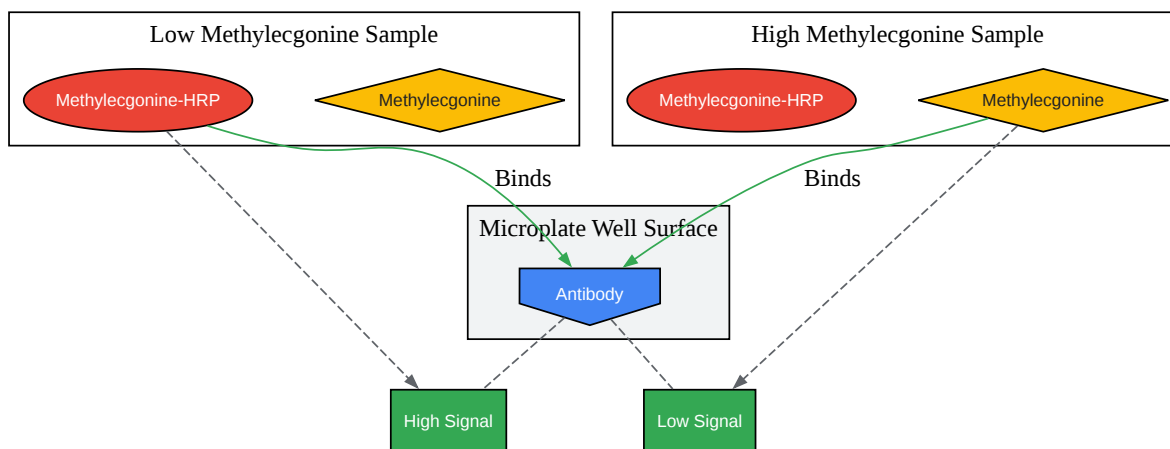 Low Methylecgonine Sample
High Methylecgonine Sample
Methylecgonine-HRP
Methylecgonine
Methylecgonine-HRP
Methylecgonine
Binds
Binds
Microplate Well Surface
Antibody
High Signal
Low Signal